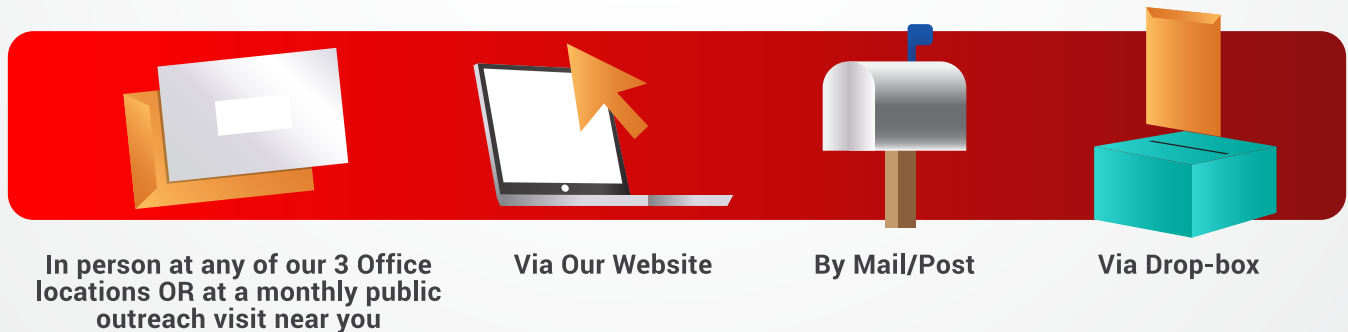 In person at any of our 3 Office
locations OR at a monthly public
outreach visit near you
Via Our Website
By Mail/Post
Via Drop-box